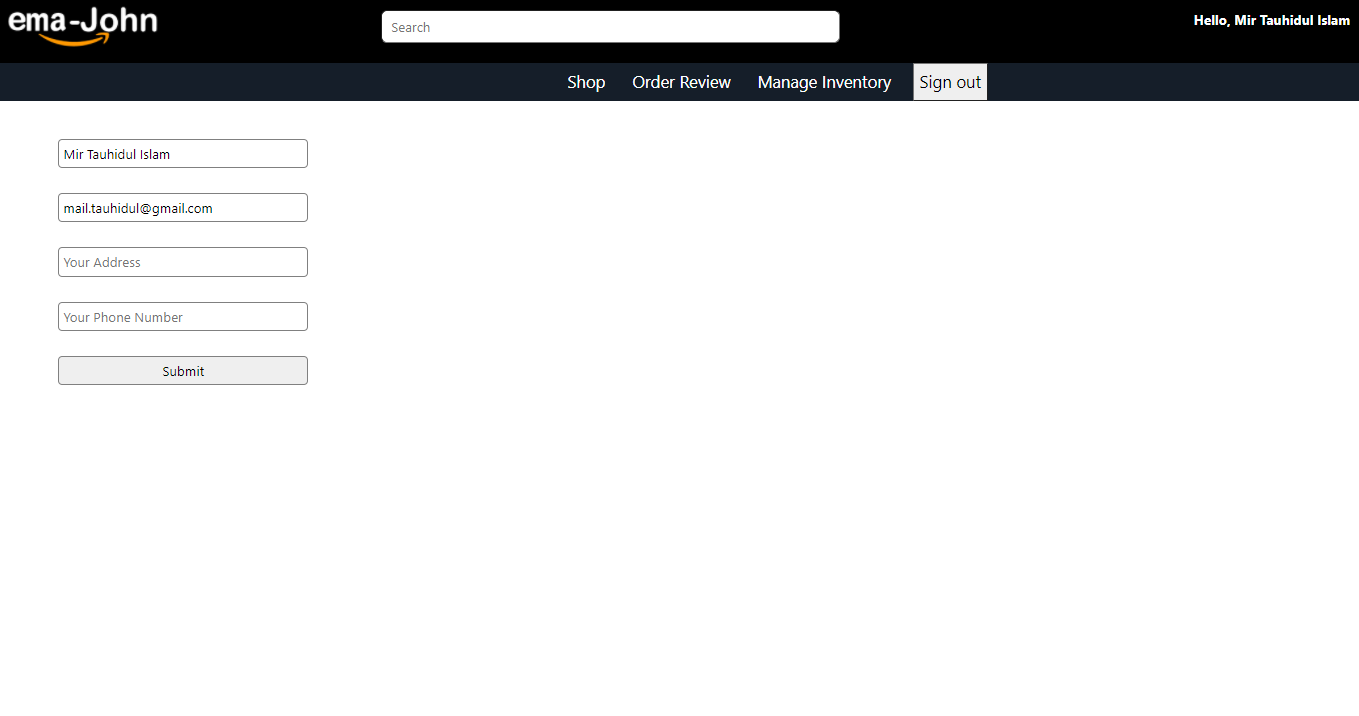 ema-John
Search
Hello, Mir Tauhidul Islam
Shop Order Review Manage Inventory Sign out
Mir Tauhidul Islam
mail.tauhidul@gmail.com
Your Address
Your Phone Number
Submit